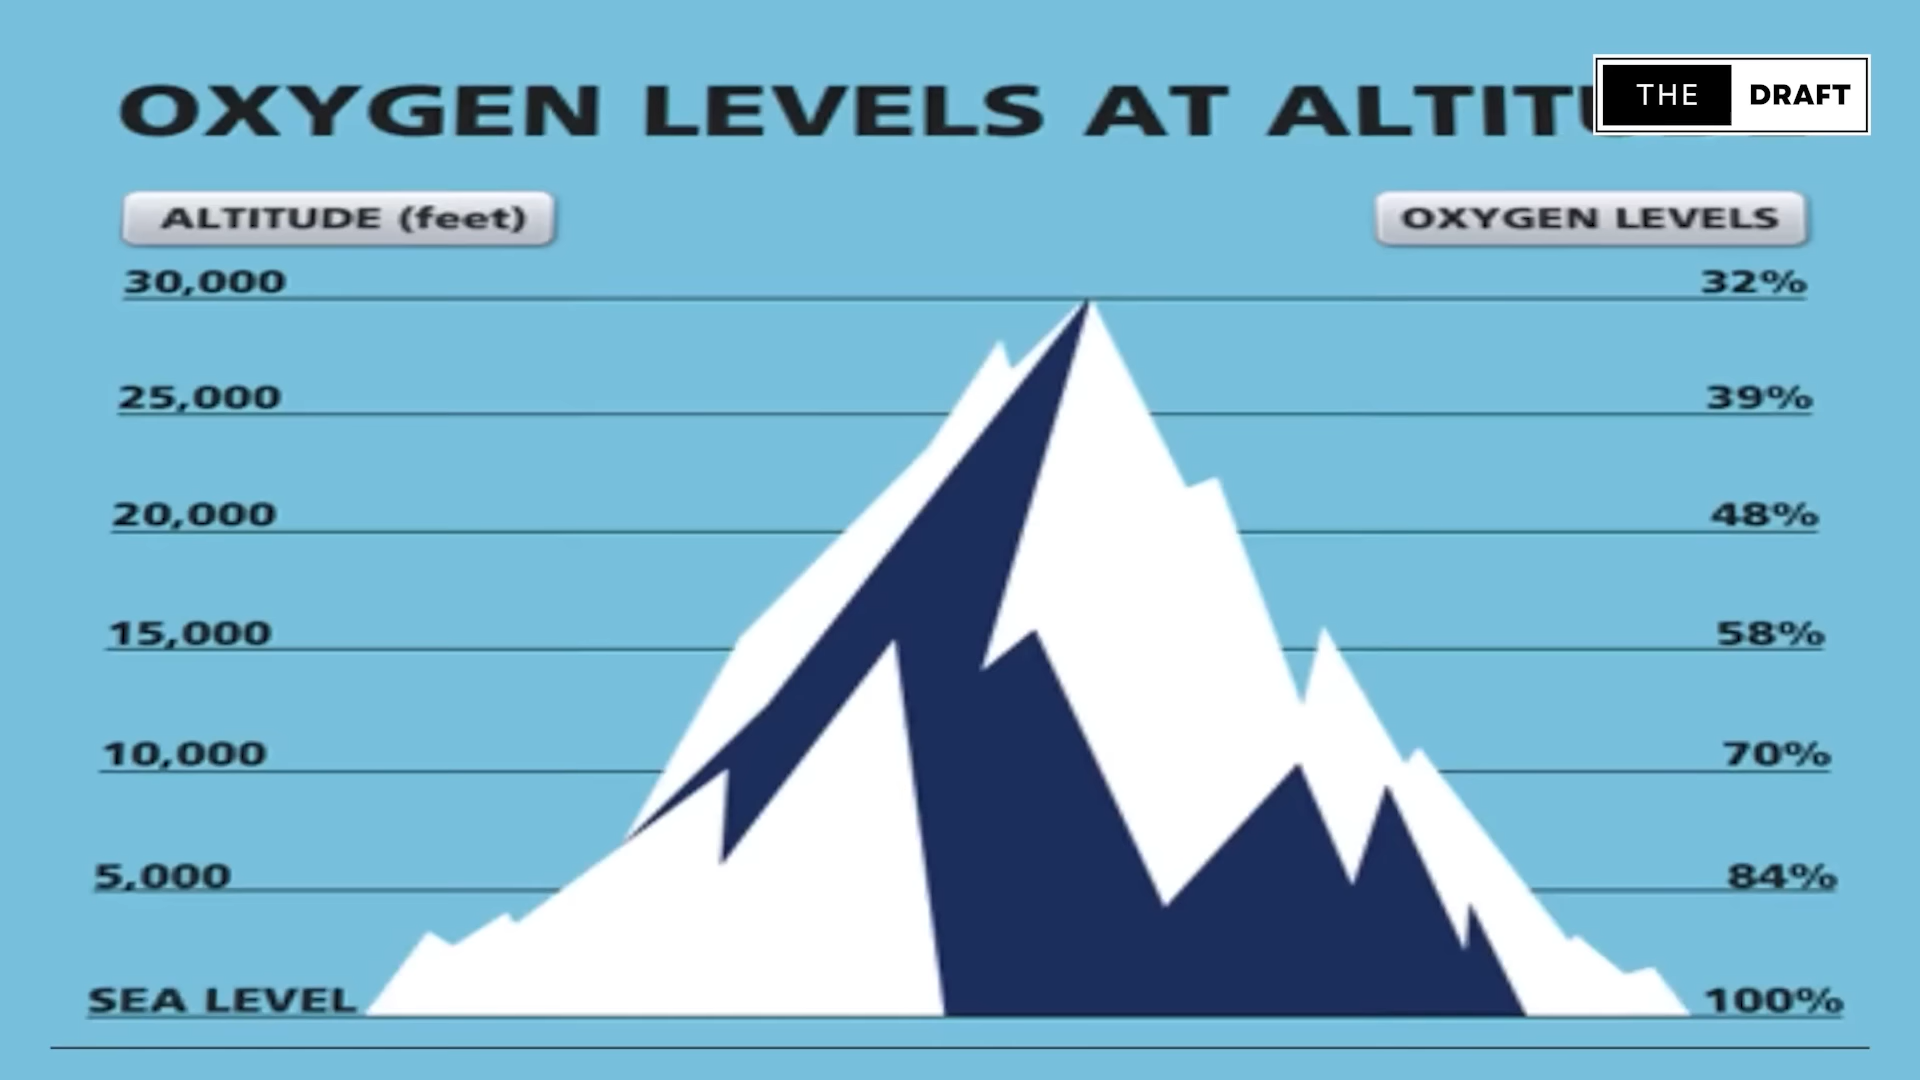 OXYGEN LEVELS AT ALTIT
THE DRAFT
ALTITUDE (feet) OXYGEN LEVELS
30,000 32%
25,000 39%
20,000 48%
15,000 58%
10,000 70%
5,000 84%
SEA LEVEL 100%